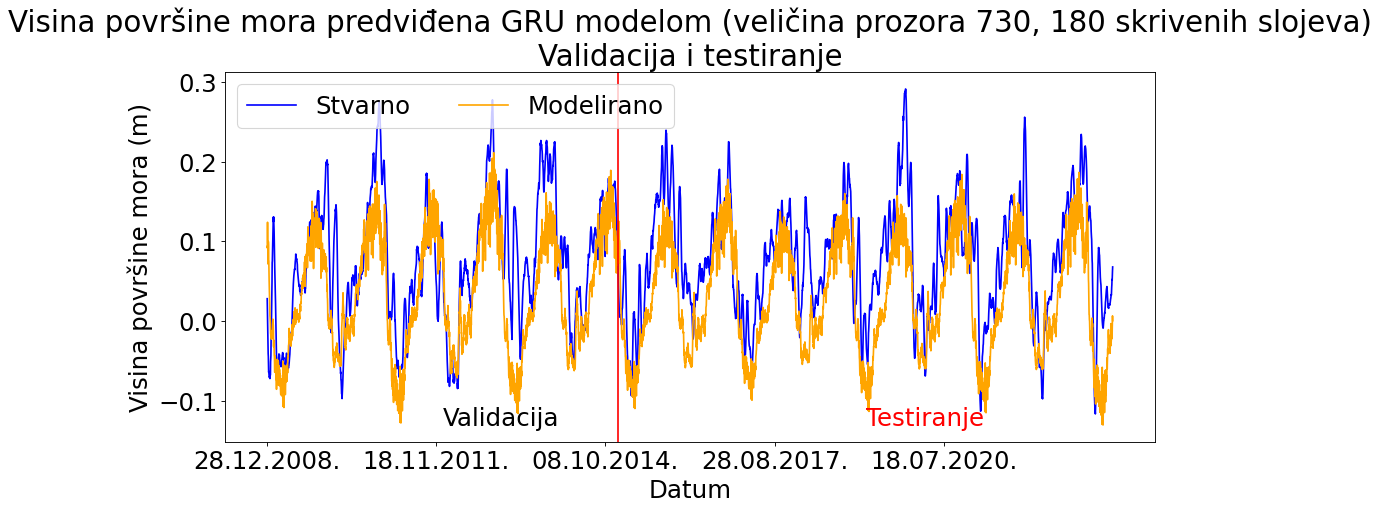 Visina površine mora predviđena GRU modelom (veličina prozora 730, 180 skrivenih slojeva)
Validacija i testiranje
Stvarno Modelirano
Visina površine mora (m)
0.3
0.2
0.1
0.0
−0.1
Validacija Testiranje
28.12.2008. 18.11.2011. 08.10.2014. 28.08.2017. 18.07.2020.
Datum